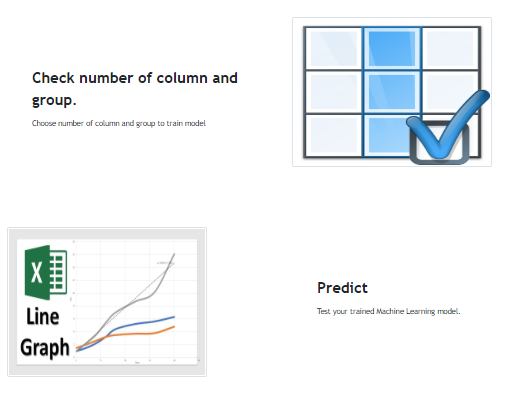 Check number of column and
group.
Choose number of column and group to train model
X
Line
Graph
Predict
Test your trained Machine Learning model.